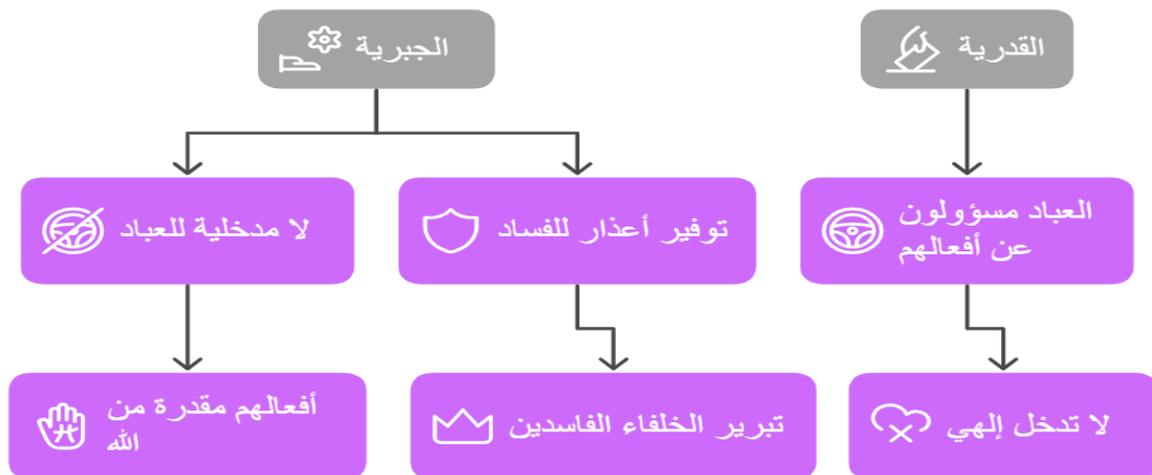 القدرية
الجبرية
العباد مسؤولون
عن أفعالهم
توفير أعذار للفساد
لا مدخلية للعباد
لا تدخل إلهي
تبرير الخلفاء الفاسدين
أفعالهم مقدرة من
الله